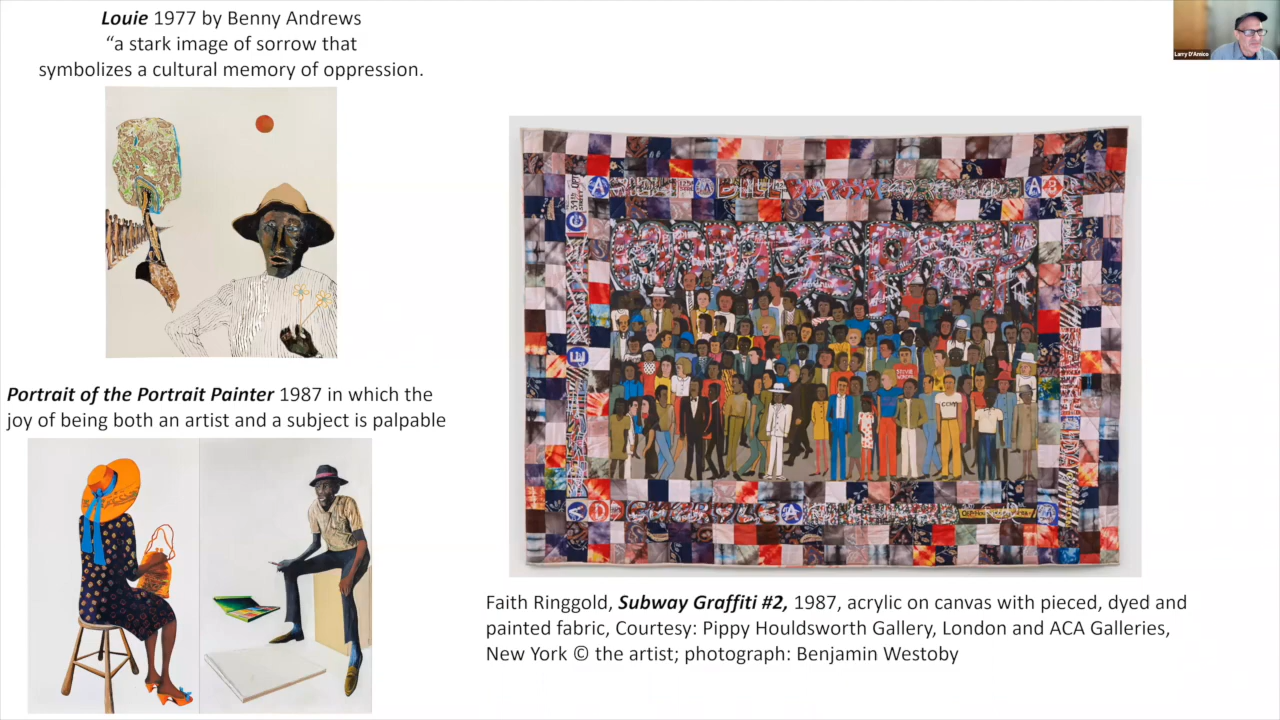 Louie 1977 by Benny Andrews
“a stark image of sorrow that
symbolizes a cultural memory of oppression.
Portrait of the Portrait Painter 1987 in which the
joy of being both an artist and a subject is palpable
Larry D'Amico
Faith Ringgold, Subway Graffiti #2, 1987, acrylic on canvas with pieced, dyed and
painted fabric, Courtesy: Pippy Houldsworth Gallery, London and ACA Galleries,
New York © the artist; photograph: Benjamin Westoby